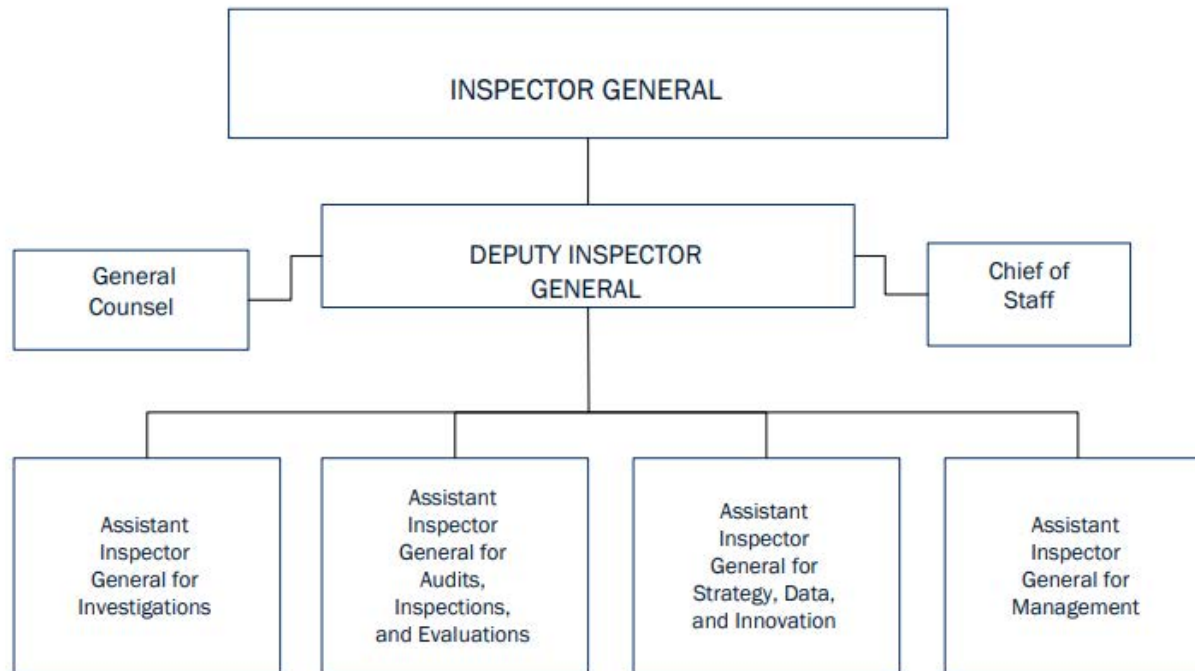 INSPECTOR GENERAL
DEPUTY INSPECTOR
GENERAL
General
Counsel
Chief of
Staff
Assistant
Inspector
General for
Investigations
Assistant
Inspector
General for
Audits,
Inspections,
and Evaluations
Assistant
Inspector
General for
Strategy, Data,
and Innovation
Assistant
Inspector
General for
Management